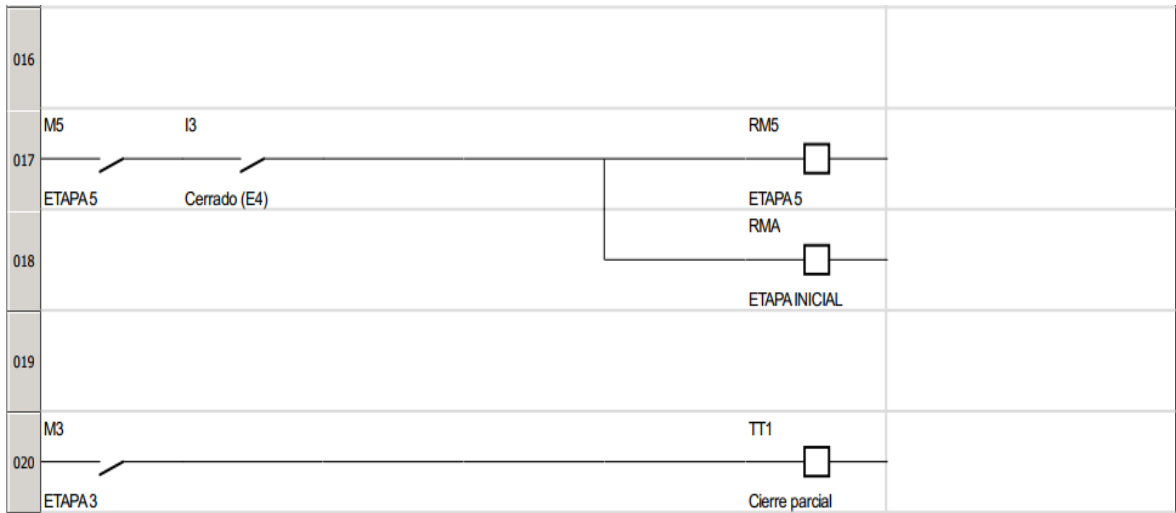 016
M5 I3 RM5
017
ETAPA 5 Cerrado (E4) ETAPA 5
RMA
018
ETAPA INICIAL
019
M3 TT1
020
ETAPA 3 Cierre parcial